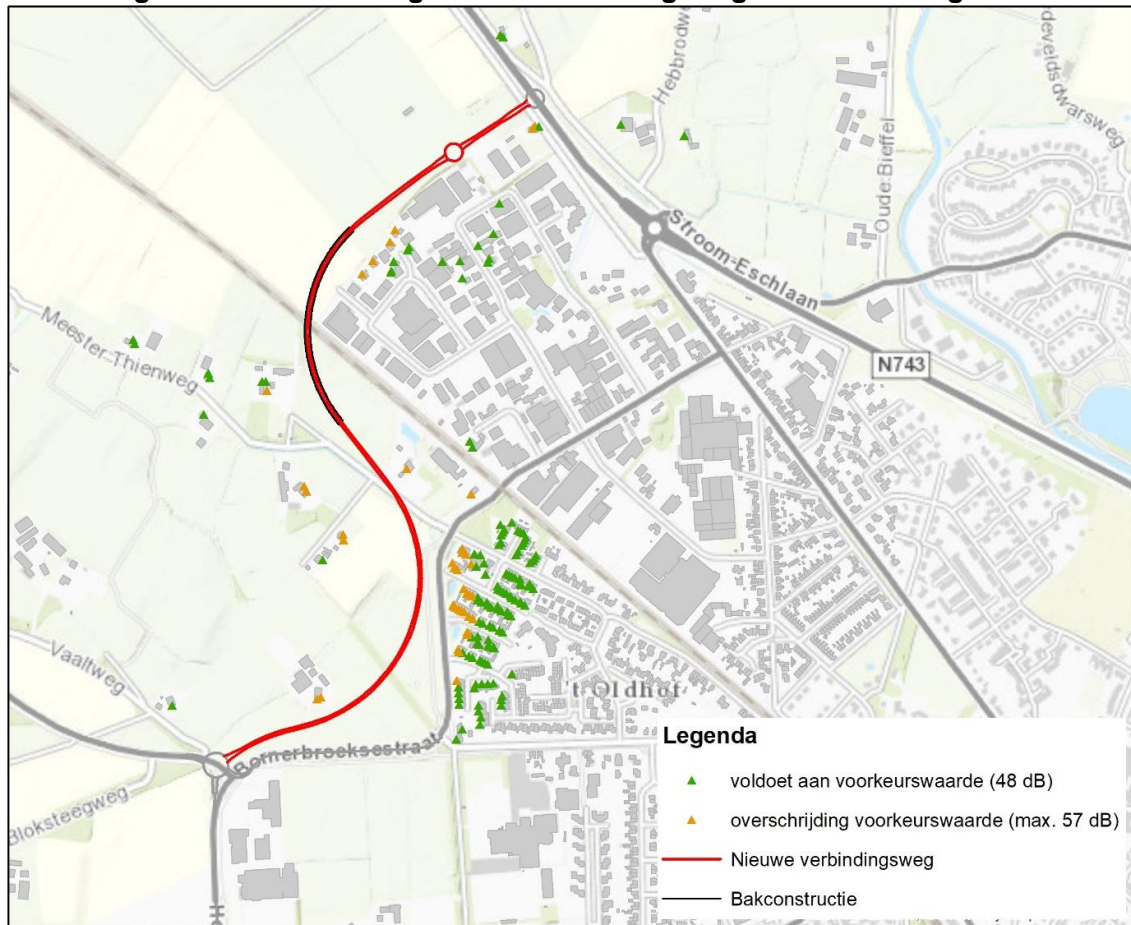 Hebbrodw
develdsdwarsweg
Oude Bieffel
Stroom-Eschlaan
N743
Meester-Thienweg
Vaaltweg
't Oldhof
Bornerbroeksestraat
Bloksteegweg
Legenda
voldoet aan voorkeurswaarde (48 dB)
overschrijding voorkeurswaarde (max. 57 dB)
Nieuwe verbindingsweg
Bakconstructie